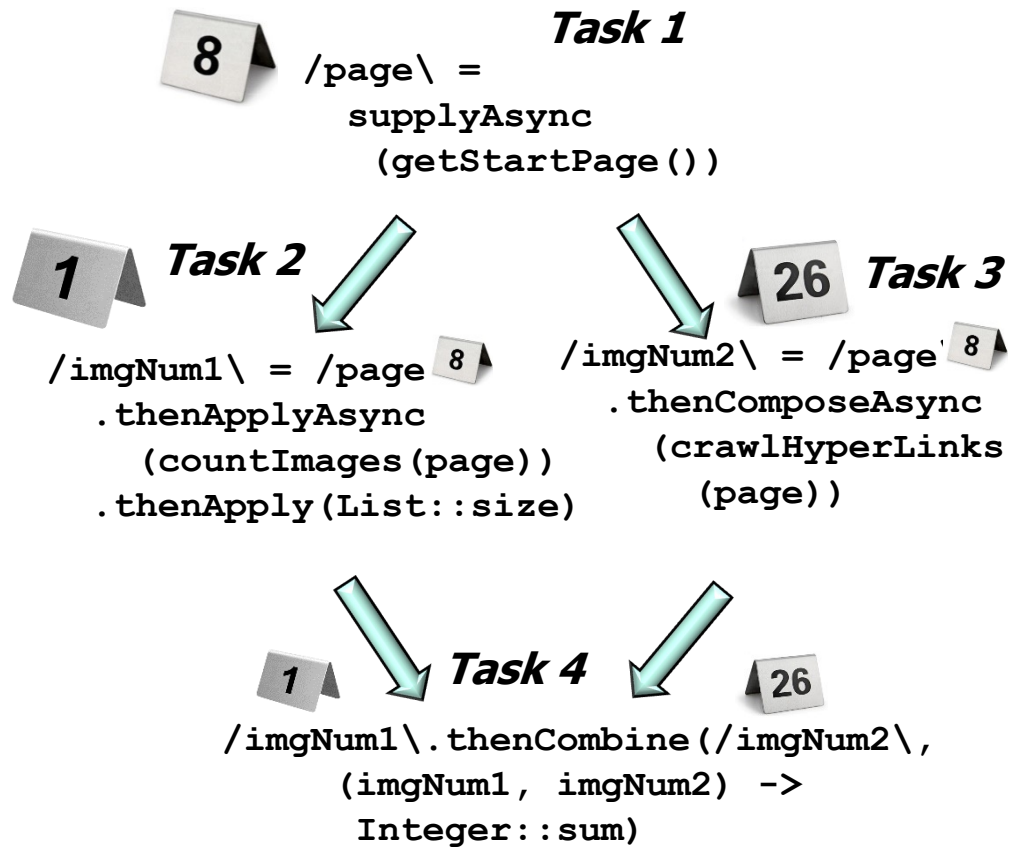 Task 1
8
/page\ =
supplyAsync
(getStartPage())
1
Task 2
26
Task 3
/imgNum1\ = /page 8
.thenApplyAsync
(countImages(page))
.thenApply(List::size)
/imgNum2\ = /page\ 8
.thenComposeAsync
(crawlHyperLinks
(page))
1
Task 4
26
/imgNum1\.thenCombine(/imgNum2\,
(imgNum1, imgNum2) ->
Integer::sum)